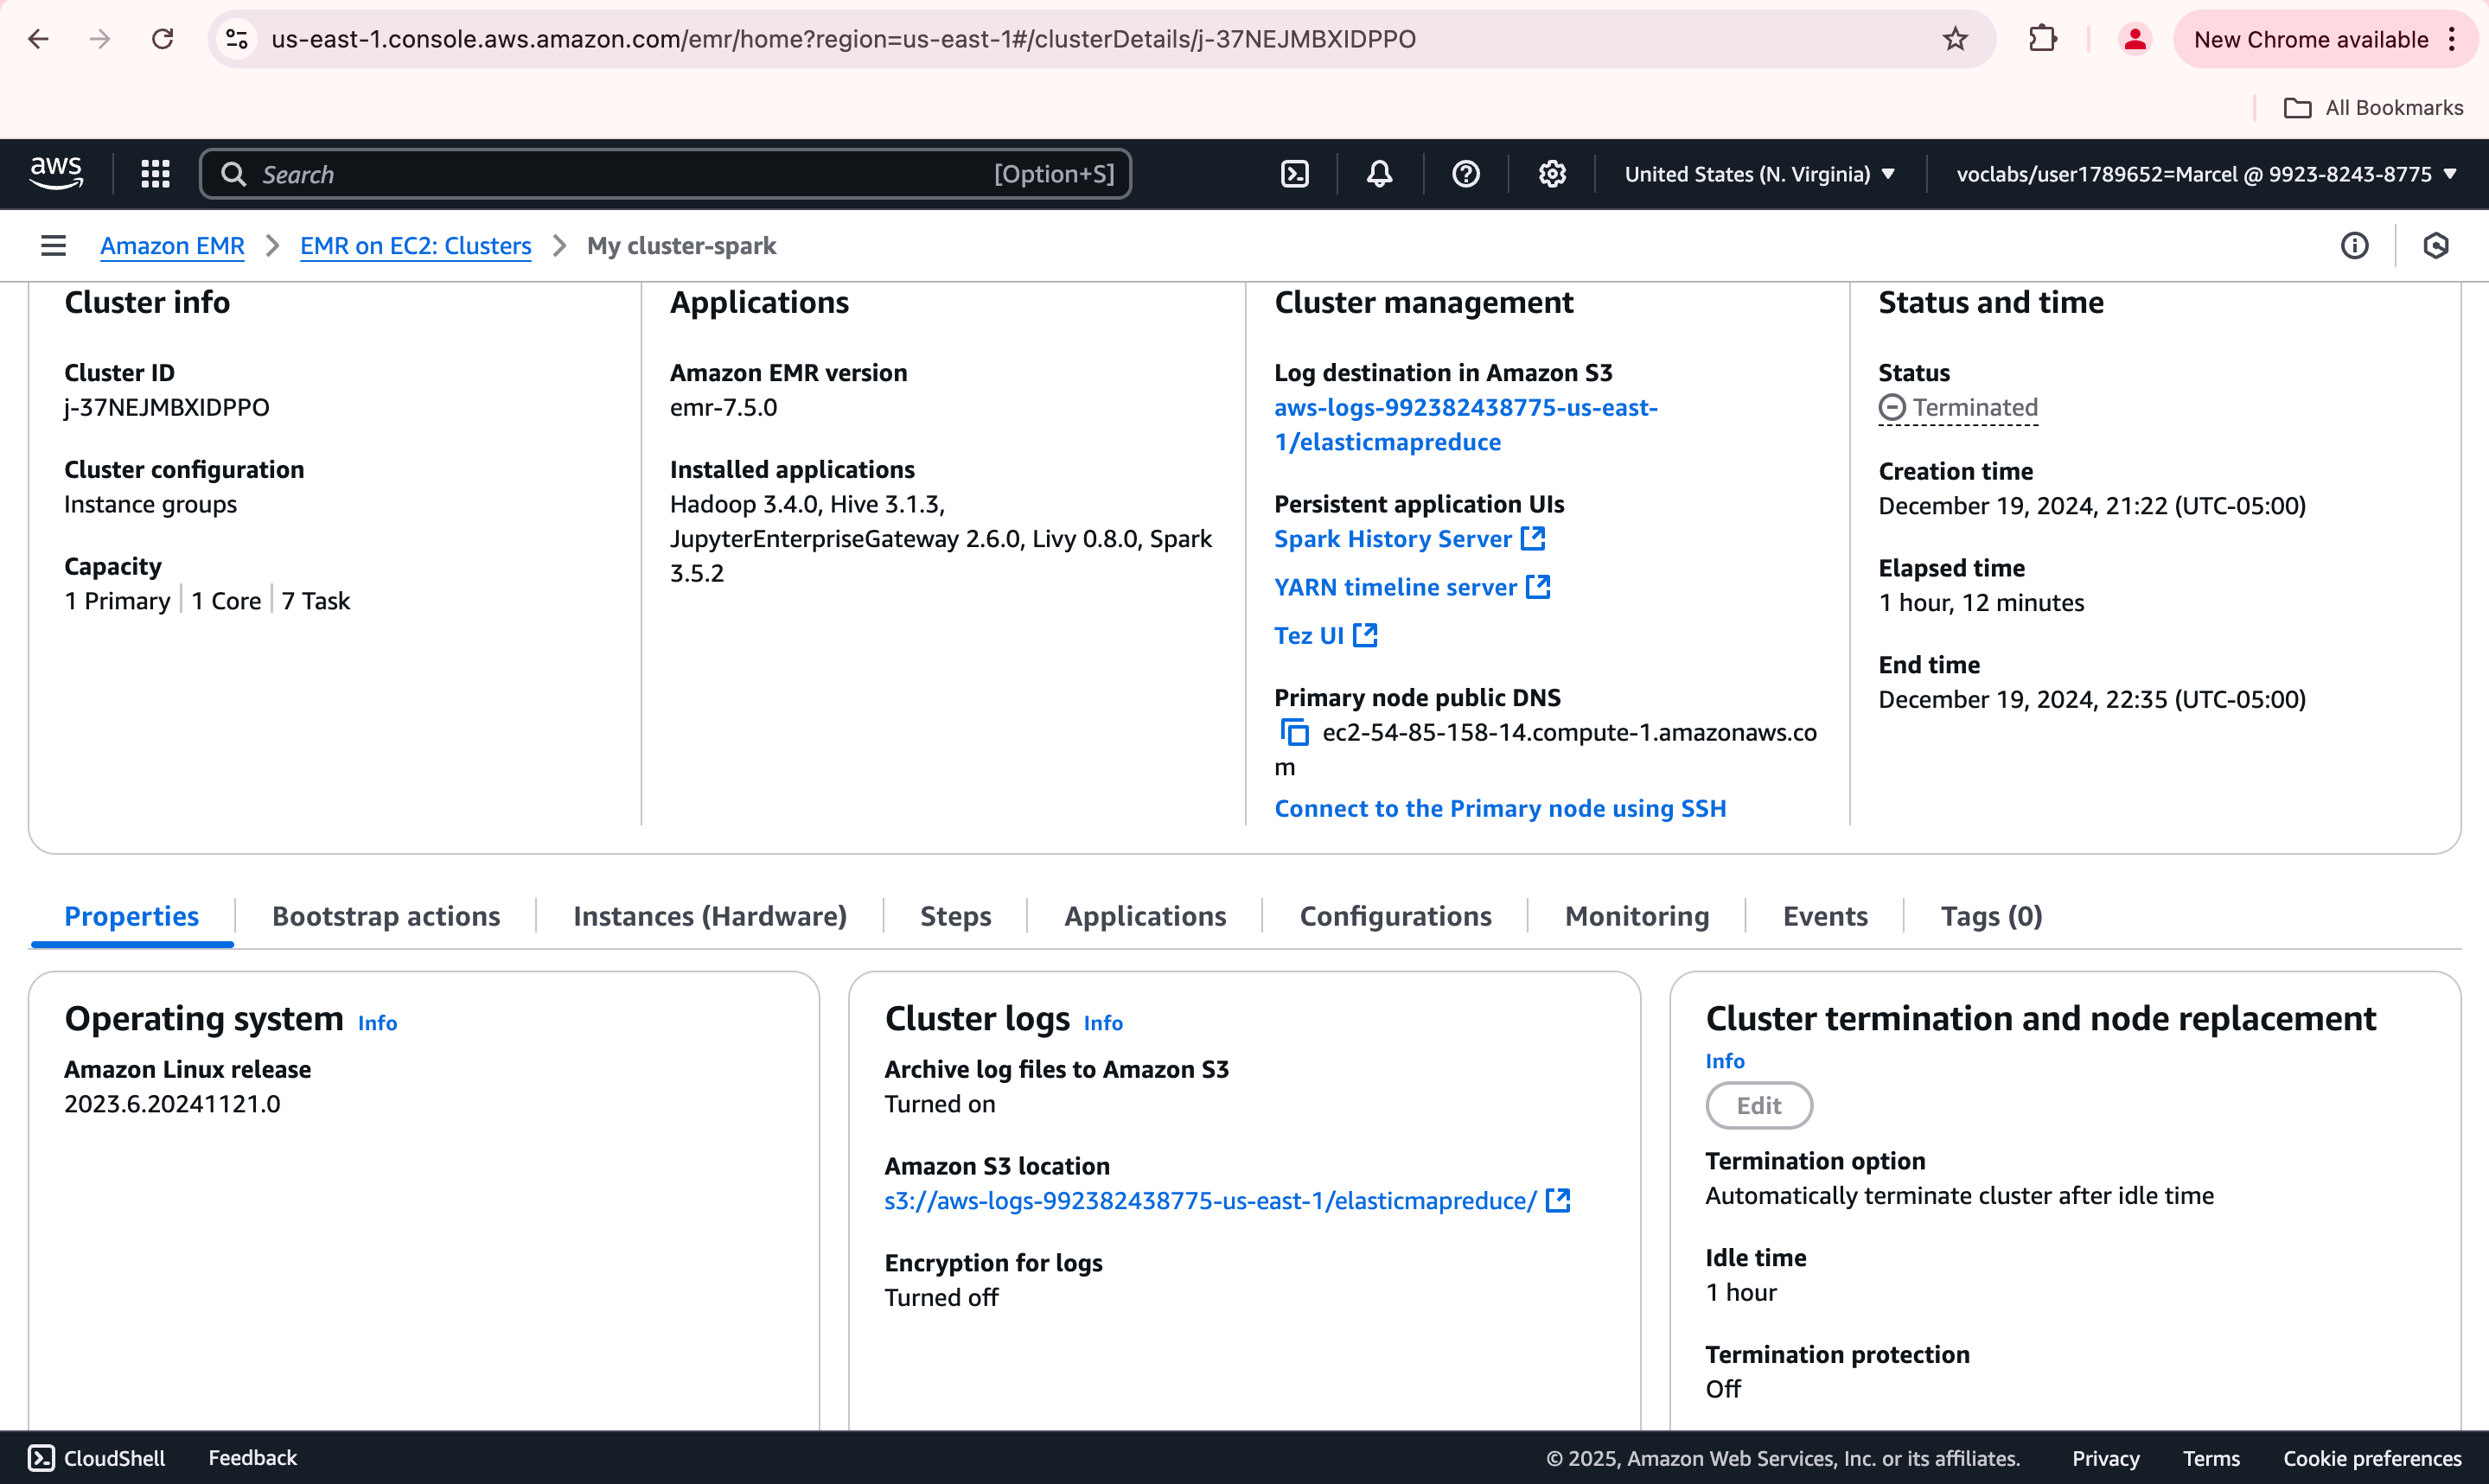 us-east-1.console.aws.amazon.com/emr/home?region=us-east-1#/clusterDetails/j-37NEJMBXIDPPO
New Chrome available
All Bookmarks
aws
Search
[Option+S]
United States (N. Virginia)
voclabs/user1789652=Marcel @ 9923-8243-8775
Amazon EMR
EMR on EC2: Clusters
My cluster-spark
Cluster info
Cluster ID
j-37NEJMBXIDPPO
Cluster configuration
Instance groups
Capacity
1 Primary | 1 Core | 7 Task
Applications
Amazon EMR version
emr-7.5.0
Installed applications
Hadoop 3.4.0, Hive 3.1.3,
JupyterEnterpriseGateway 2.6.0, Livy 0.8.0, Spark
3.5.2
Cluster management
Log destination in Amazon S3
aws-logs-992382438775-us-east-
1/elasticmapreduce
Persistent application UIs
Spark History Server
YARN timeline server
Tez UI
Primary node public DNS
ec2-54-85-158-14.compute-1.amazonaws.co
m
Connect to the Primary node using SSH
Status and time
Status
Terminated
Creation time
December 19, 2024, 21:22 (UTC-05:00)
Elapsed time
1 hour, 12 minutes
End time
December 19, 2024, 22:35 (UTC-05:00)
Properties
Bootstrap actions
Instances (Hardware)
Steps
Applications
Configurations
Monitoring
Events
Tags (0)
Operating system Info
Amazon Linux release
2023.6.20241121.0
Cluster logs Info
Archive log files to Amazon S3
Turned on
Amazon S3 location
s3://aws-logs-992382438775-us-east-1/elasticmapreduce/
Encryption for logs
Turned off
Cluster termination and node replacement
Info
Edit
Termination option
Automatically terminate cluster after idle time
Idle time
1 hour
Termination protection
Off
CloudShell
Feedback
© 2025, Amazon Web Services, Inc. or its affiliates.
Privacy
Terms
Cookie preferences